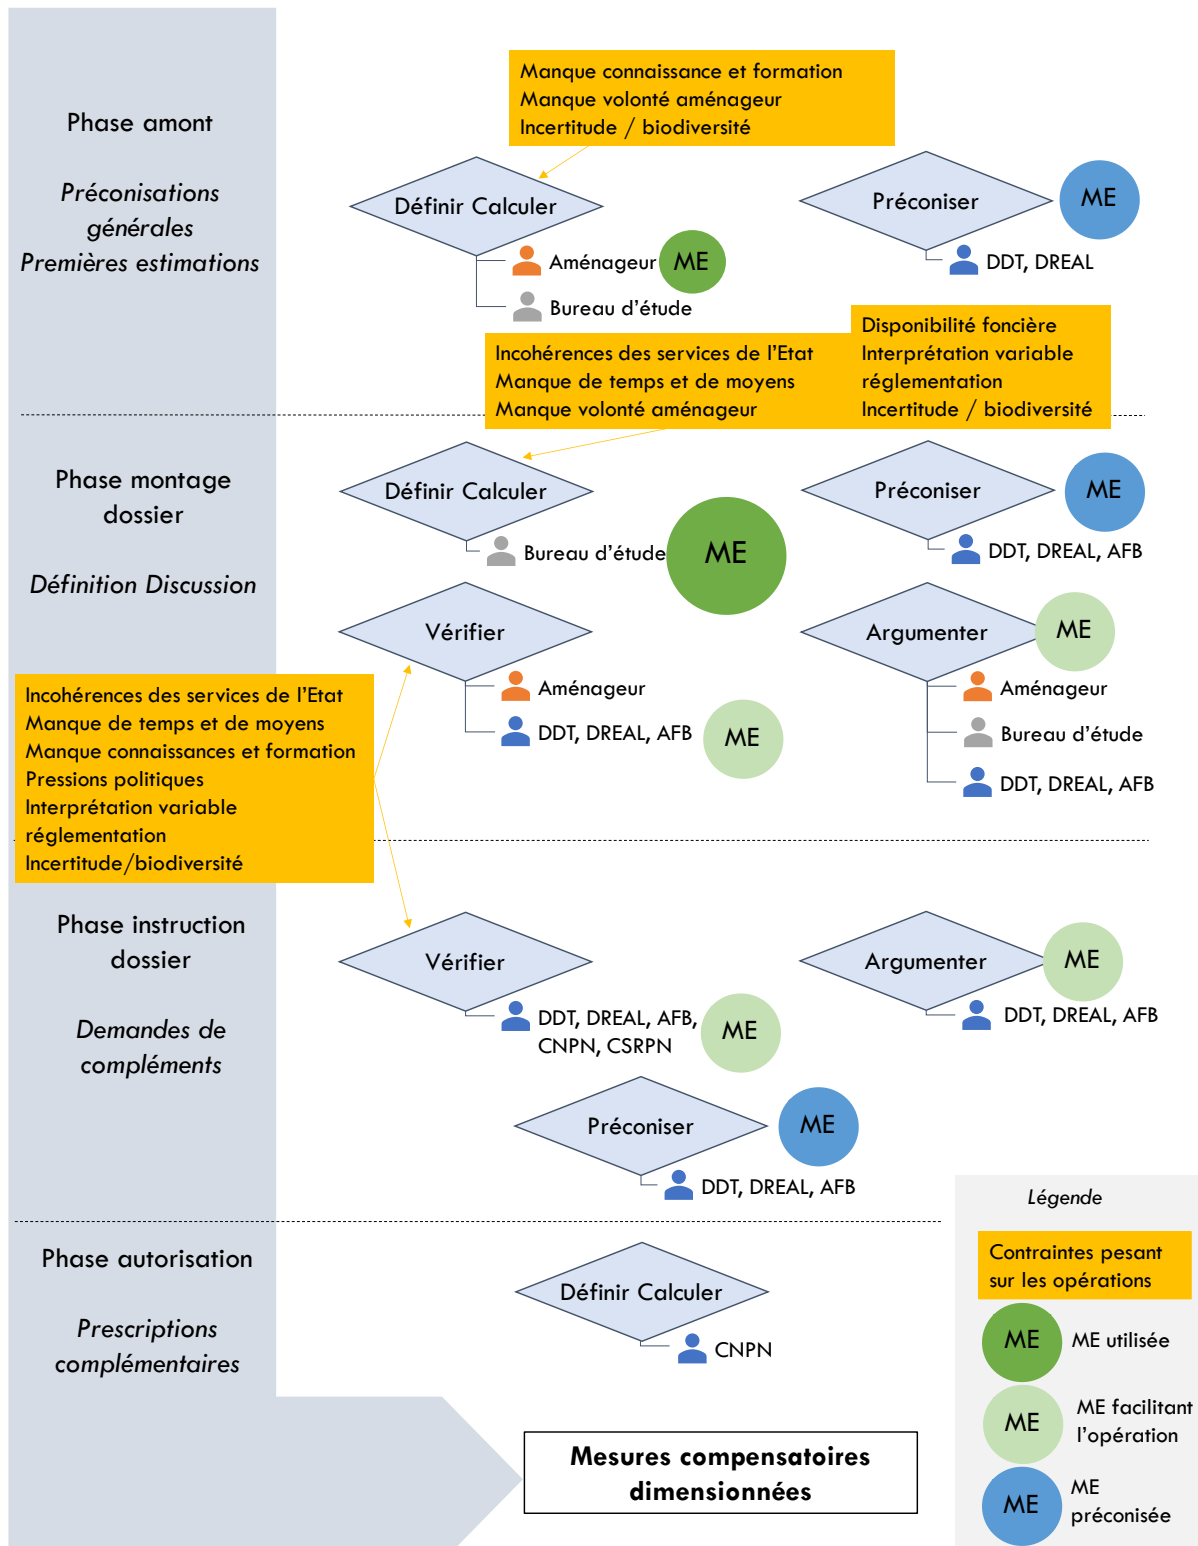 Phase amont
Préconisations
générales
Premières estimations
Manque connaissance et formation
Manque volonté aménageur
Incertitude / biodiversité
Définir Calculer
Aménageur
ME
Bureau d'étude
Préconiser
ME
DDT, DREAL
Incohérences des services de l'Etat
Manque de temps et de moyens
Manque volonté aménageur
Disponibilité foncière
Interprétation variable
réglementation
Incertitude / biodiversité
Phase montage
dossier
Définition Discussion
Définir Calculer
Bureau d'étude
ME
Préconiser
ME
DDT, DREAL, AFB
Vérifier
Aménageur
DDT, DREAL, AFB
ME
Argumenter
ME
Aménageur
Bureau d'étude
DDT, DREAL, AFB
Incohérences des services de l'Etat
Manque de temps et de moyens
Manque connaissances et formation
Pressions politiques
Interprétation variable
réglementation
Incertitude/biodiversité
Phase instruction
dossier
Demandes de
compléments
Vérifier
DDT, DREAL, AFB,
CNPN, CSRPN
ME
Argumenter
ME
DDT, DREAL, AFB
Préconiser
ME
DDT, DREAL, AFB
Phase autorisation
Prescriptions
complémentaires
Définir Calculer
CNPN
Mesures compensatoires
dimensionnées
Légende
Contraintes pesant
sur les opérations
ME
ME utilisée
ME
ME facilitant
l'opération
ME
ME
préconisée